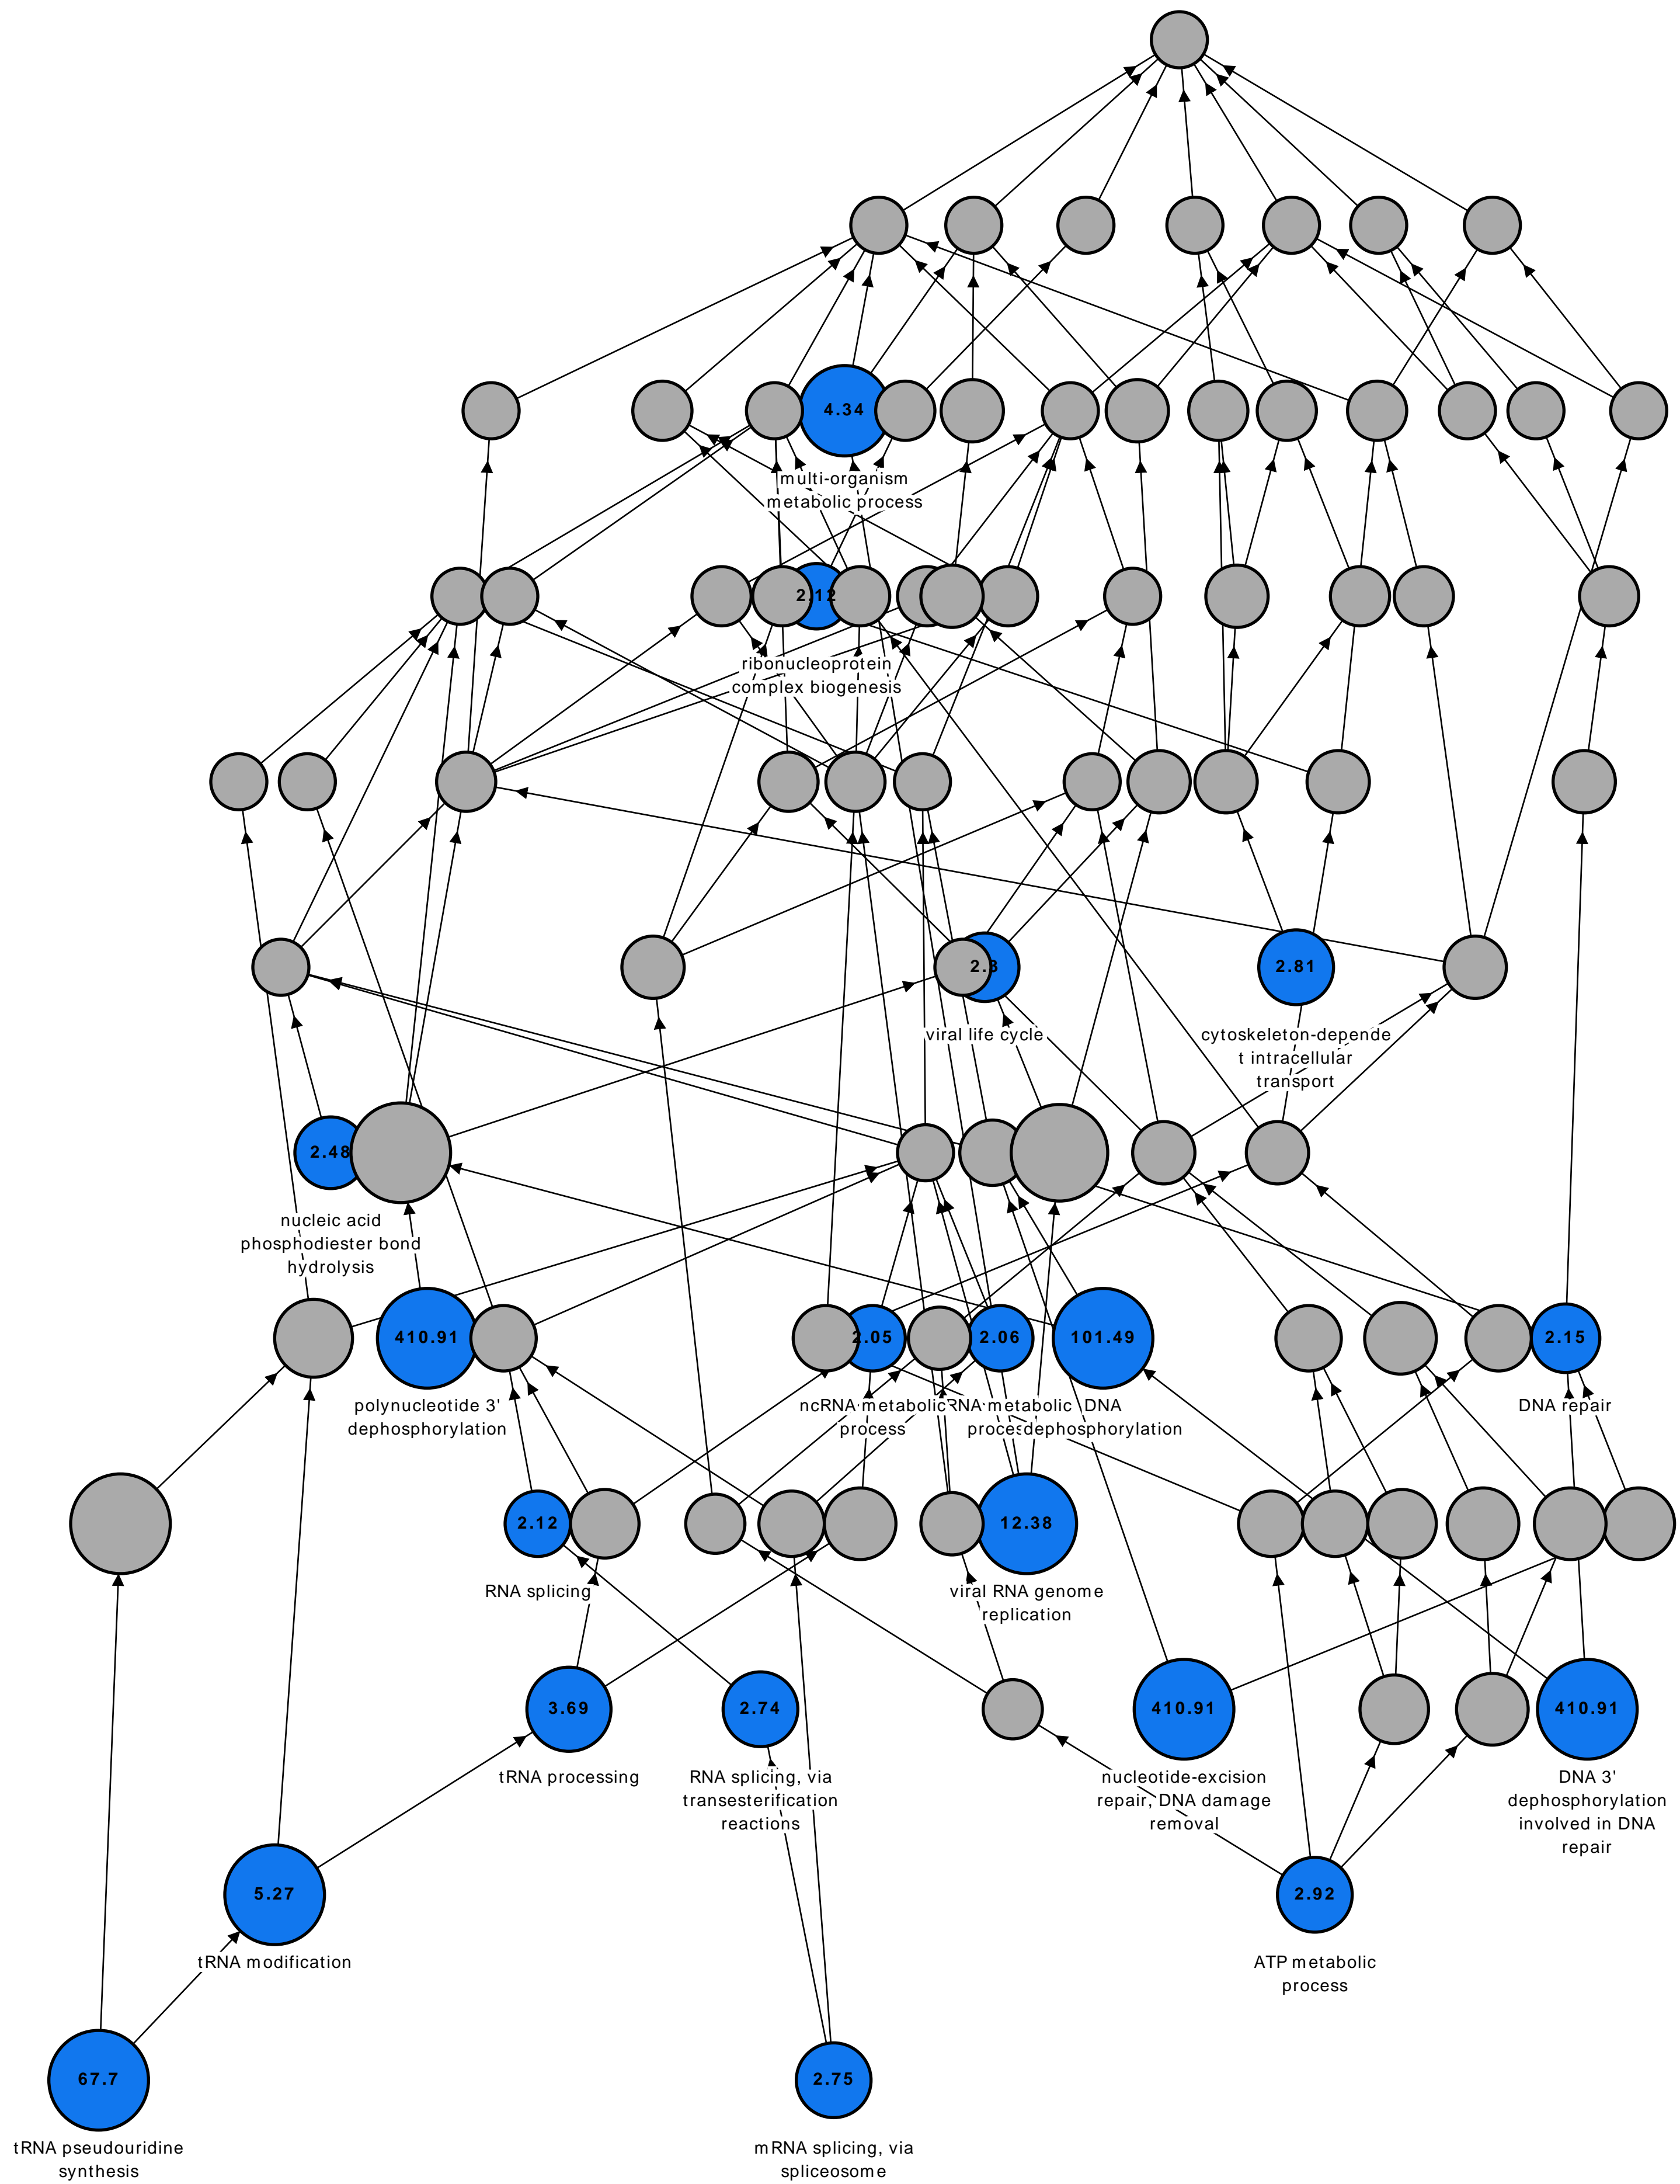 4.34
multi-organism
metabolic process
2.12
ribonucleoprotein
complex biogenesis
2.8
2.81
viral life cycle
cytoskeleton-depende
t intracellular
transport
2.48
nucleic acid
phosphodiester bond
hydrolysis
410.91
2.05
2.06
101.49
2.15
polynucleotide 3'
dephosphorylation
ncRNA metabolic
process
RNA metabolic
process
DNA
dephosphorylation
DNA repair
2.12
12.38
RNA splicing
viral RNA genome
replication
3.69
2.74
410.91
410.91
tRNA processing
RNA splicing, via
transesterification
reactions
nucleotide-excision
repair, DNA damage
removal
DNA 3'
dephosphorylation
involved in DNA
repair
5.27
2.92
tRNA modification
ATP metabolic
process
67.7
2.75
tRNA pseudouridine
synthesis
mRNA splicing, via
spliceosome